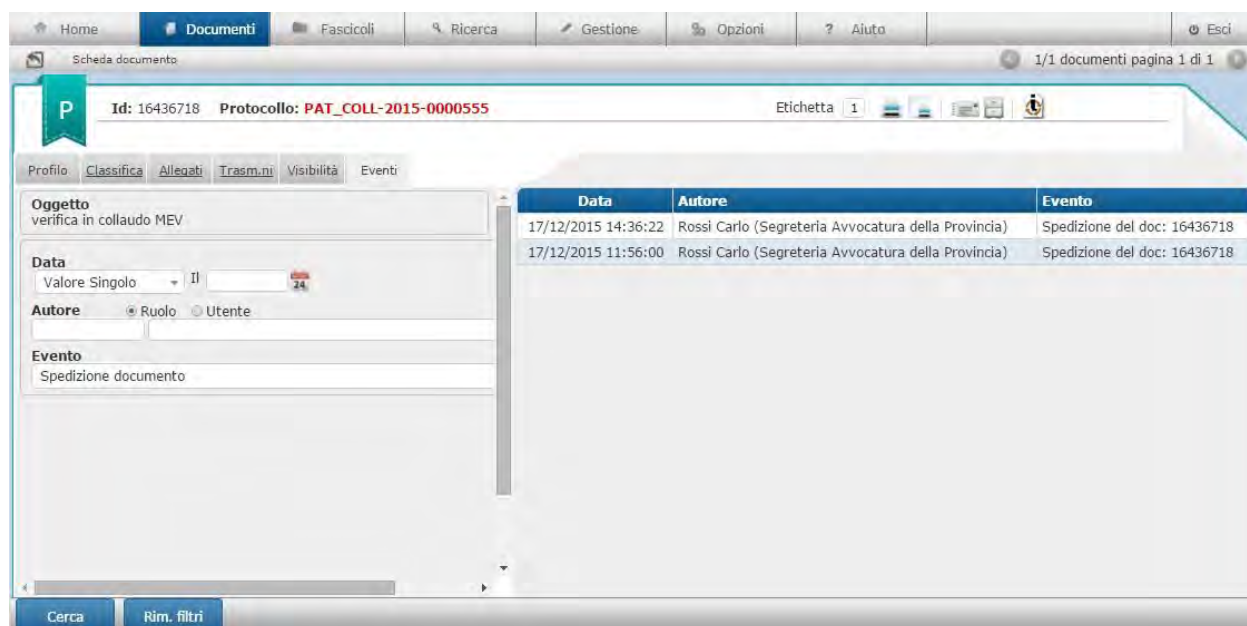 Home Documenti Fascicoli Ricerca Gestione Opzioni ? Aiuto Esci
Scheda documento 1/1 documenti pagina 1 di 1
P Id: 16436718 Protocollo: PAT_COLL-2015-0000555 Etichetta 1
Profilo Classifica Allegati Trasm.ni Visibilità Eventi
Oggetto
verifica in collaudo MEV
Data
Valore Singolo Il 24
Autore Ruolo Utente
Evento
Spedizione documento
Data Autore Evento
17/12/2015 14:36:22 Rossi Carlo (Segreteria Avvocatura della Provincia) Spedizione del doc: 16436718
17/12/2015 11:56:00 Rossi Carlo (Segreteria Avvocatura della Provincia) Spedizione del doc: 16436718
Cerca Rim. filtri